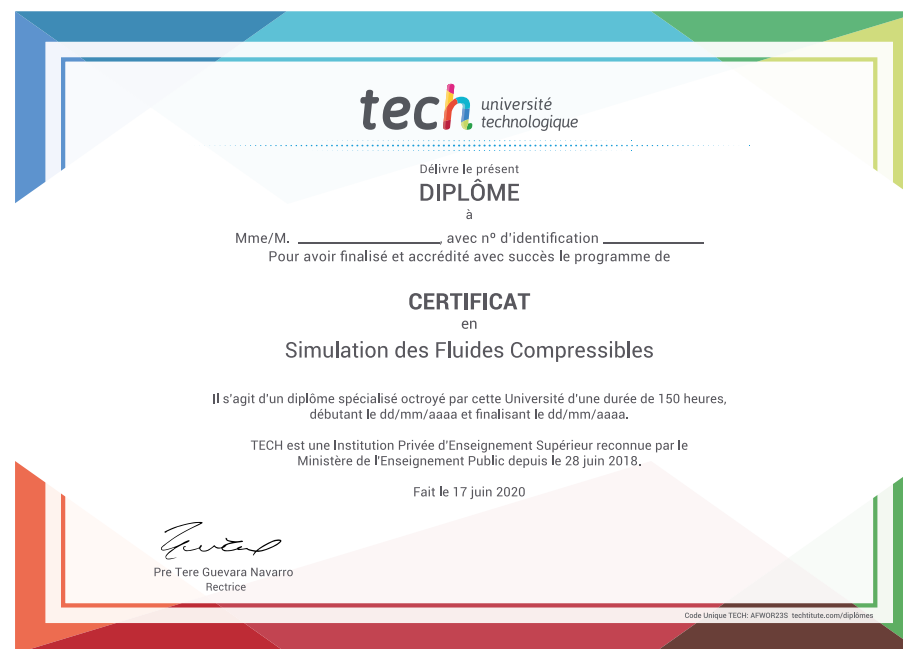 tech université
technologique
Délivre le présent
DIPLÔME
à
Mme/M. ____________________, avec nº d'identification ______________
Pour avoir finalisé et accrédité avec succès le programme de
CERTIFICAT
en
Simulation des Fluides Compressibles
Il s'agit d'un diplôme spécialisé octroyé par cette Université d'une durée de 150 heures,
débutant le dd/mm/aaaa et finalisant le dd/mm/aaaa.
TECH est une Institution Privée d'Enseignement Supérieur reconnue par le
Ministère de l'Enseignement Public depuis le 28 juin 2018.
Fait le 17 juin 2020
Pre Tere Guevara Navarro
Rectrice
Code Unique TECH: AFWOR23S techtitute.com/diplômes